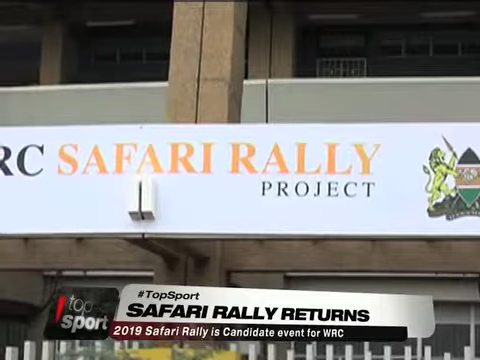 RC SAFARI RALLY
PROJECT
#TopSport
SAFARI RALLY RETURNS
top
sport
2019 Safari Rally is Candidate event for WRC